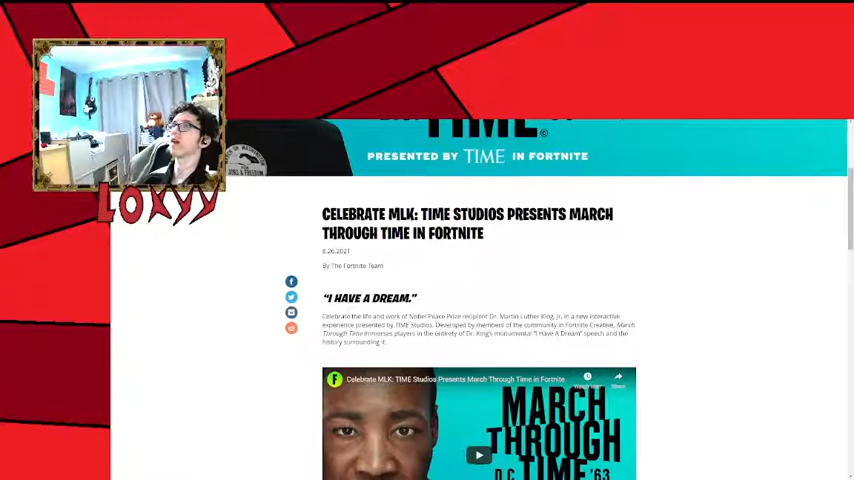 TIME
PRESENTED BY TIME IN FORTNITE
JOBS & FREEDOM
LOXYY
CELEBRATE MLK: TIME STUDIOS PRESENTS MARCH
THROUGH TIME IN FORTNITE
8.26.2021
By The Fortnite Team
"I HAVE A DREAM."
Celebrate the life and work of Nobel Peace Prize recipient Dr. Martin Luther King, Jr. in a new interactive
experience presented by TIME Studios. Developed by members of the community in Fortnite Creative, March
Through Time immerses players in the entirety of Dr. King's monumental "I Have A Dream" speech and the
history surrounding it.
Celebrate MLK: TIME Studios Presents March Through Time in Fortnite
Share
MARCH
THROUGH
TIME
D.C. '63